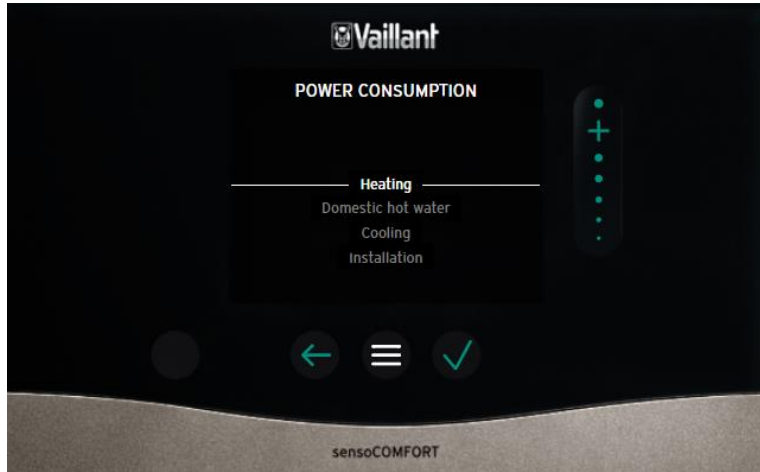 Vaillant
POWER CONSUMPTION
Heating
Domestic hot water
Cooling
Installation
sensoCOMFORT